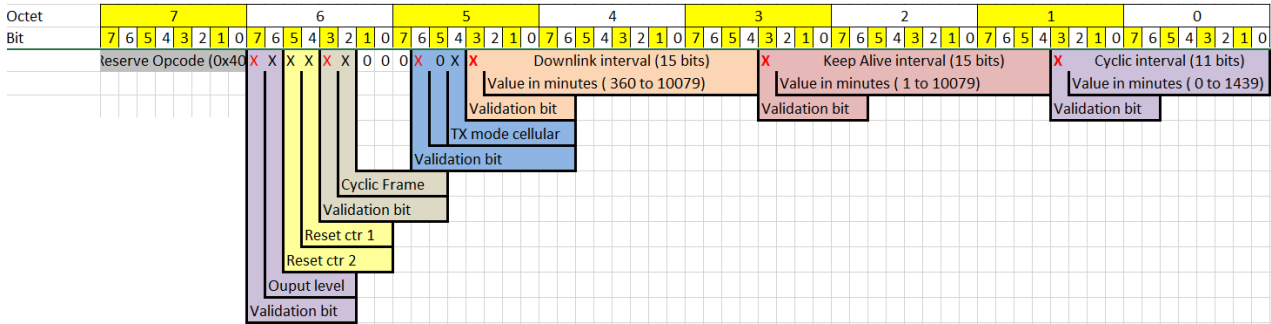 Octet 7 6 5 4 3 2 1 0
Bit 7 6 5 4 3 2 1 0 7 6 5 4 3 2 1 0 7 6 5 4 3 2 1 0 7 6 5 4 3 2 1 0 7 6 5 4 3 2 1 0 7 6 5 4 3 2 1 0 7 6 5 4 3 2 1 0 7 6 5 4 3 2 1 0
Reserve Opcode (0x40 X X X X X X 0 0 0 X 0 X X Downlink interval (15 bits) X Keep Alive interval (15 bits) X Cyclic interval (11 bits)
Value in minutes ( 360 to 10079) Value in minutes ( 1 to 10079) Value in minutes ( 0 to 1439)
Validation bit Validation bit Validation bit
TX mode cellular
Validation bit
Cyclic Frame
Validation bit
Reset ctr 1
Reset ctr 2
Ouput level
Validation bit